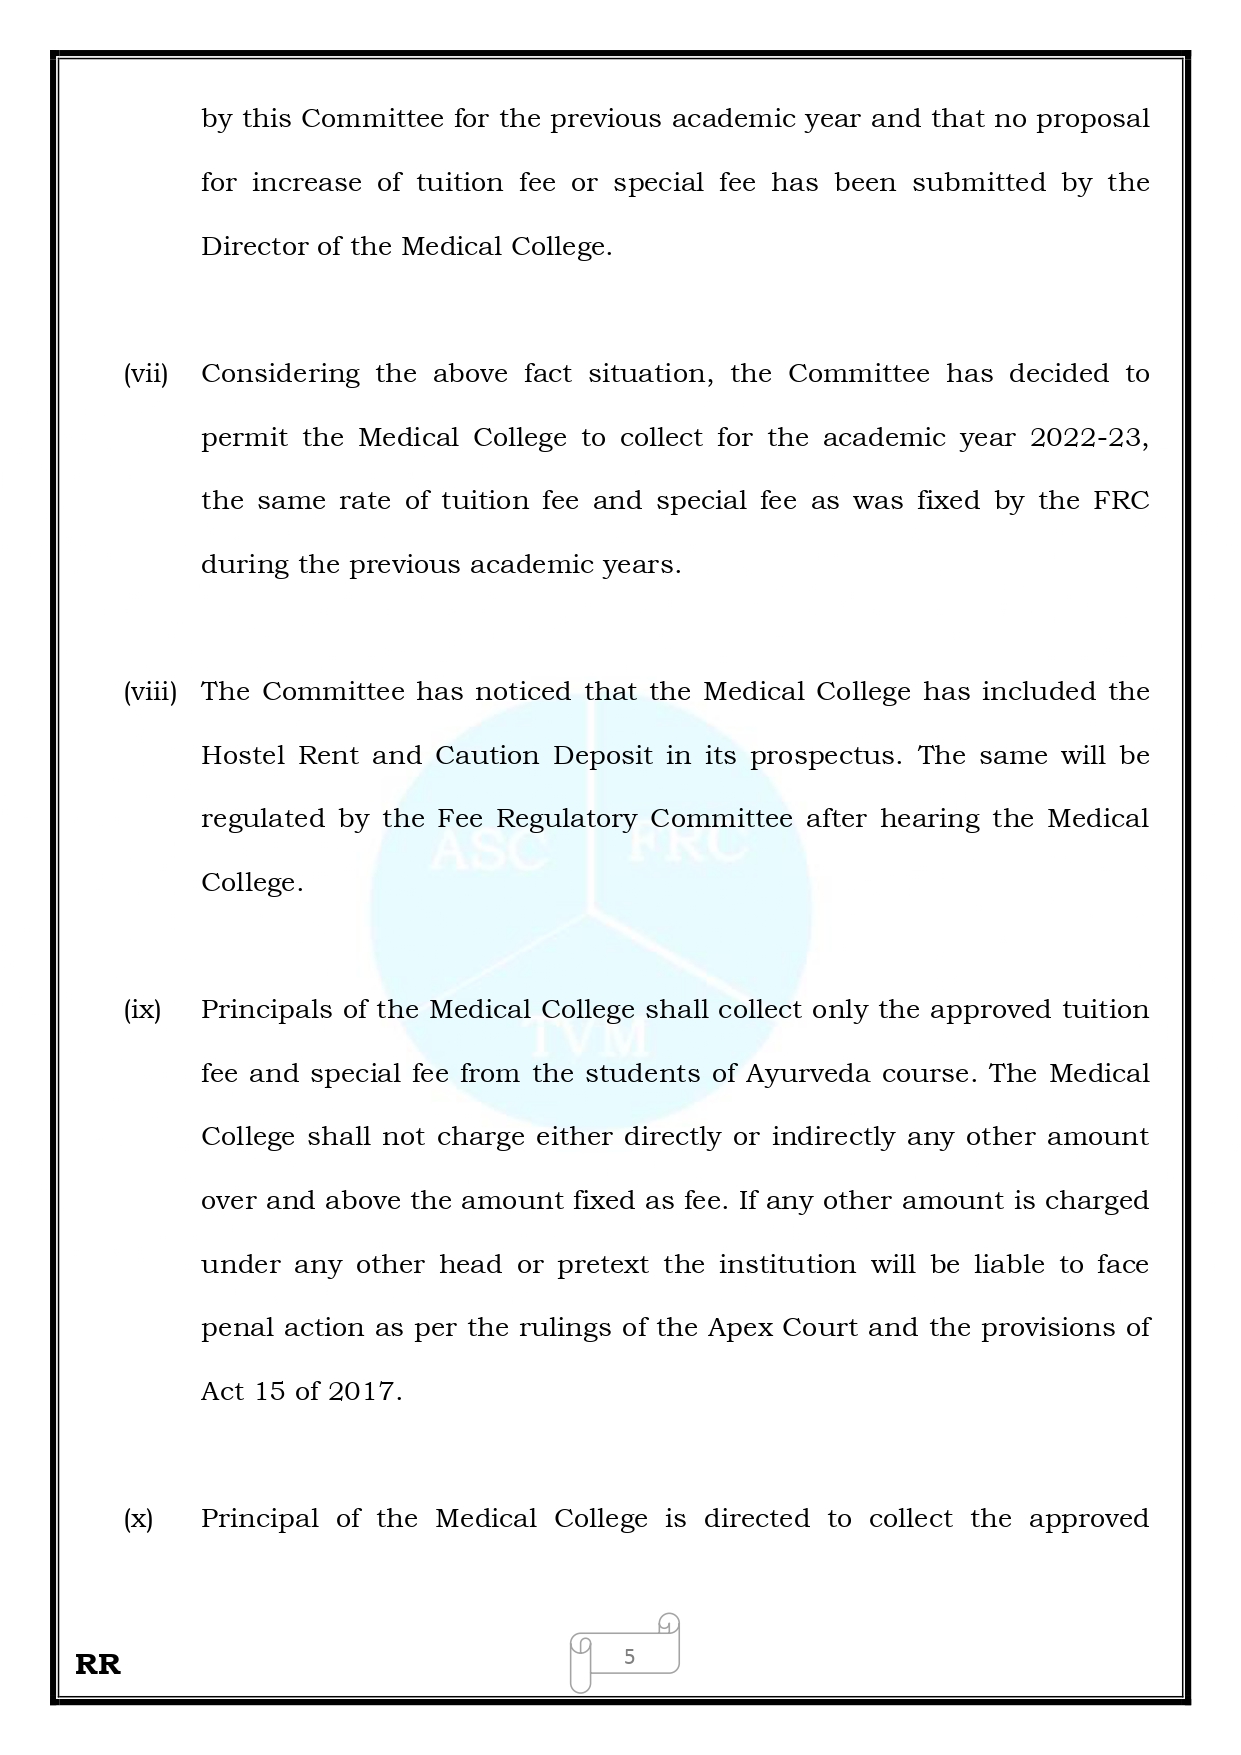 by this Committee for the previous academic year and that no proposal
for increase of tuition fee or special fee has been submitted by the
Director of the Medical College.
(vii) Considering the above fact situation, the Committee has decided to
permit the Medical College to collect for the academic year 2022-23,
the same rate of tuition fee and special fee as was fixed by the FRC
during the previous academic years.
(viii) The Committee has noticed that the Medical College has included the
Hostel Rent and Caution Deposit in its prospectus. The same will be
regulated by the Fee Regulatory Committee after hearing the Medical
ASC FRC
College.
(ix) Principals of the Medical College shall collect only the approved tuition
TVM
fee and special fee from the students of Ayurveda course. The Medical
College shall not charge either directly or indirectly any other amount
over and above the amount fixed as fee. If any other amount is charged
under any other head or pretext the institution will be liable to face
penal action as per the rulings of the Apex Court and the provisions of
Act 15 of 2017.
(x) Principal of the Medical College is directed to collect the approved
5
RR